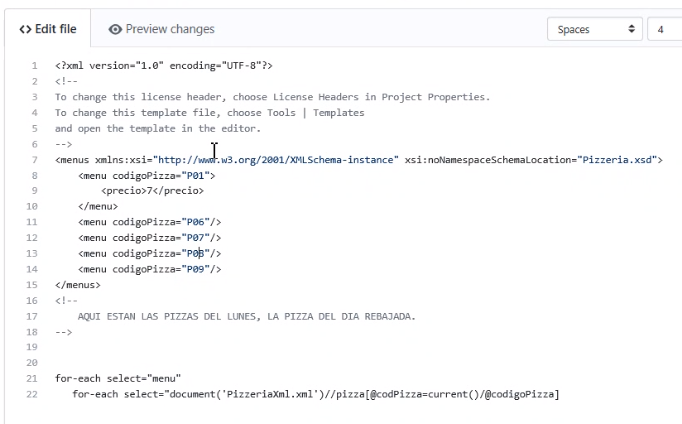 Edit file
Preview changes
Spaces
4
1 <?xml version="1.0" encoding="UTF-8"?>
2 <!--
3 To change this license header, choose License Headers in Project Properties.
4 To change this template file, choose Tools | Templates
5 and open the template in the editor.
6 -->
7 <menus xmlns:xsi="http://www.w3.org/2001/XMLSchema-instance" xsi:noNamespaceSchemaLocation="Pizzeria.xsd">
8 <menu codigoPizza="P01">
9 <precio>7</precio>
10 </menu>
11 <menu codigoPizza="P06"/>
12 <menu codigoPizza="P07"/>
13 <menu codigoPizza="P08"/>
14 <menu codigoPizza="P09"/>
15 </menus>
16 <!--
17 AQUI ESTAN LAS PIZZAS DEL LUNES, LA PIZZA DEL DIA REBAJADA.
18 -->
19
20
21 for-each select="menu"
22 for-each select="document('PizzeriaXml.xml')//pizza[@codPizza=current()/@codigoPizza]